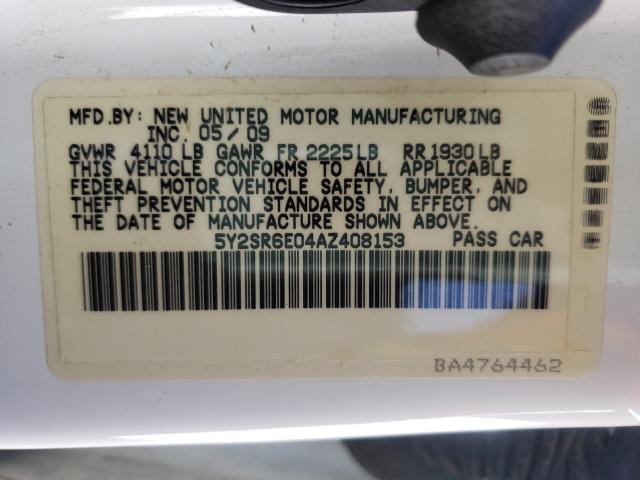 MFD.BY: NEW UNITED MOTOR MANUFACTURING
INC. 05/09
GVWR 4110 LB GAWR FR 2225 LB RR 1930 LB
THIS VEHICLE CONFORMS TO ALL APPLICABLE
FEDERAL MOTOR VEHICLE SAFETY, BUMPER, AND
THEFT PREVENTION STANDARDS IN EFFECT ON
THE DATE OF MANUFACTURE SHOWN ABOVE.
5Y2SR6E04AZ408153 PASS CAR
BA4764462